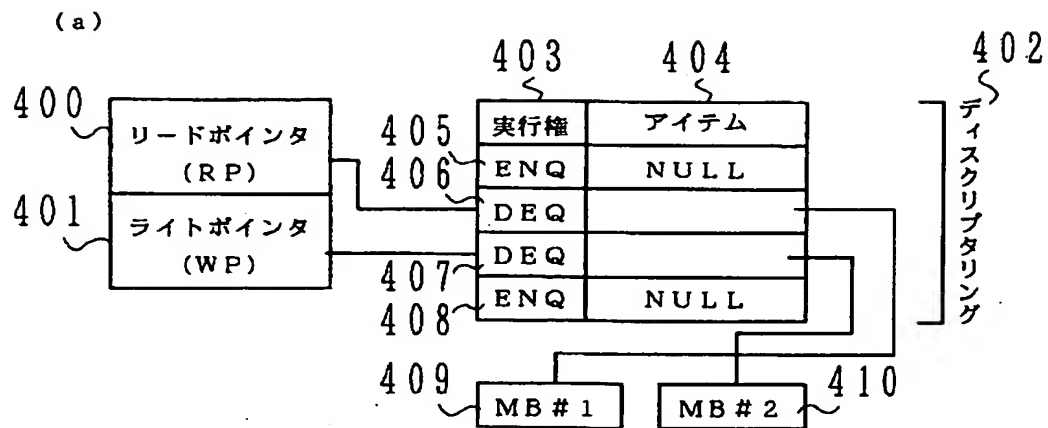 (a)
403 404 402
400
リードポインタ
(RP)
401
ライトポインタ
(WP)
実行権 アイテム
405 ENQ NULL
406 DEQ
407 DEQ
408 ENQ NULL
ディスクリプタリング
409 MB#1
MB#2 410